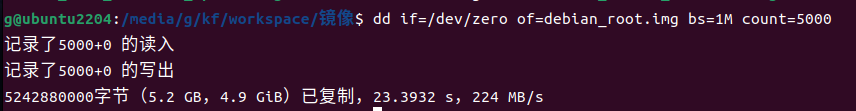 g@ubuntu2204:/media/g/kf/workspace/镜像$ dd if=/dev/zero of=debian_root.img bs=1M count=5000
记录了5000+0 的读入
记录了5000+0 的写出
5242880000字节（5.2 GB，4.9 GiB）已复制，23.3932 s，224 MB/s